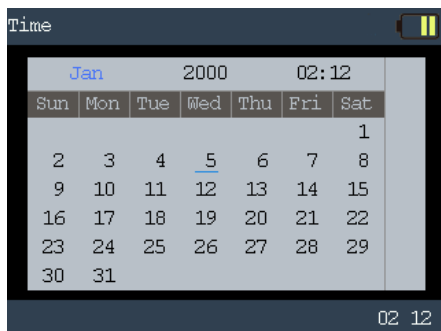 Time
Jan 2000 02:12
Sun Mon Tue Wed Thu Fri Sat
1
2 3 4 5 6 7 8
9 10 11 12 13 14 15
16 17 18 19 20 21 22
23 24 25 26 27 28 29
30 31
02 12